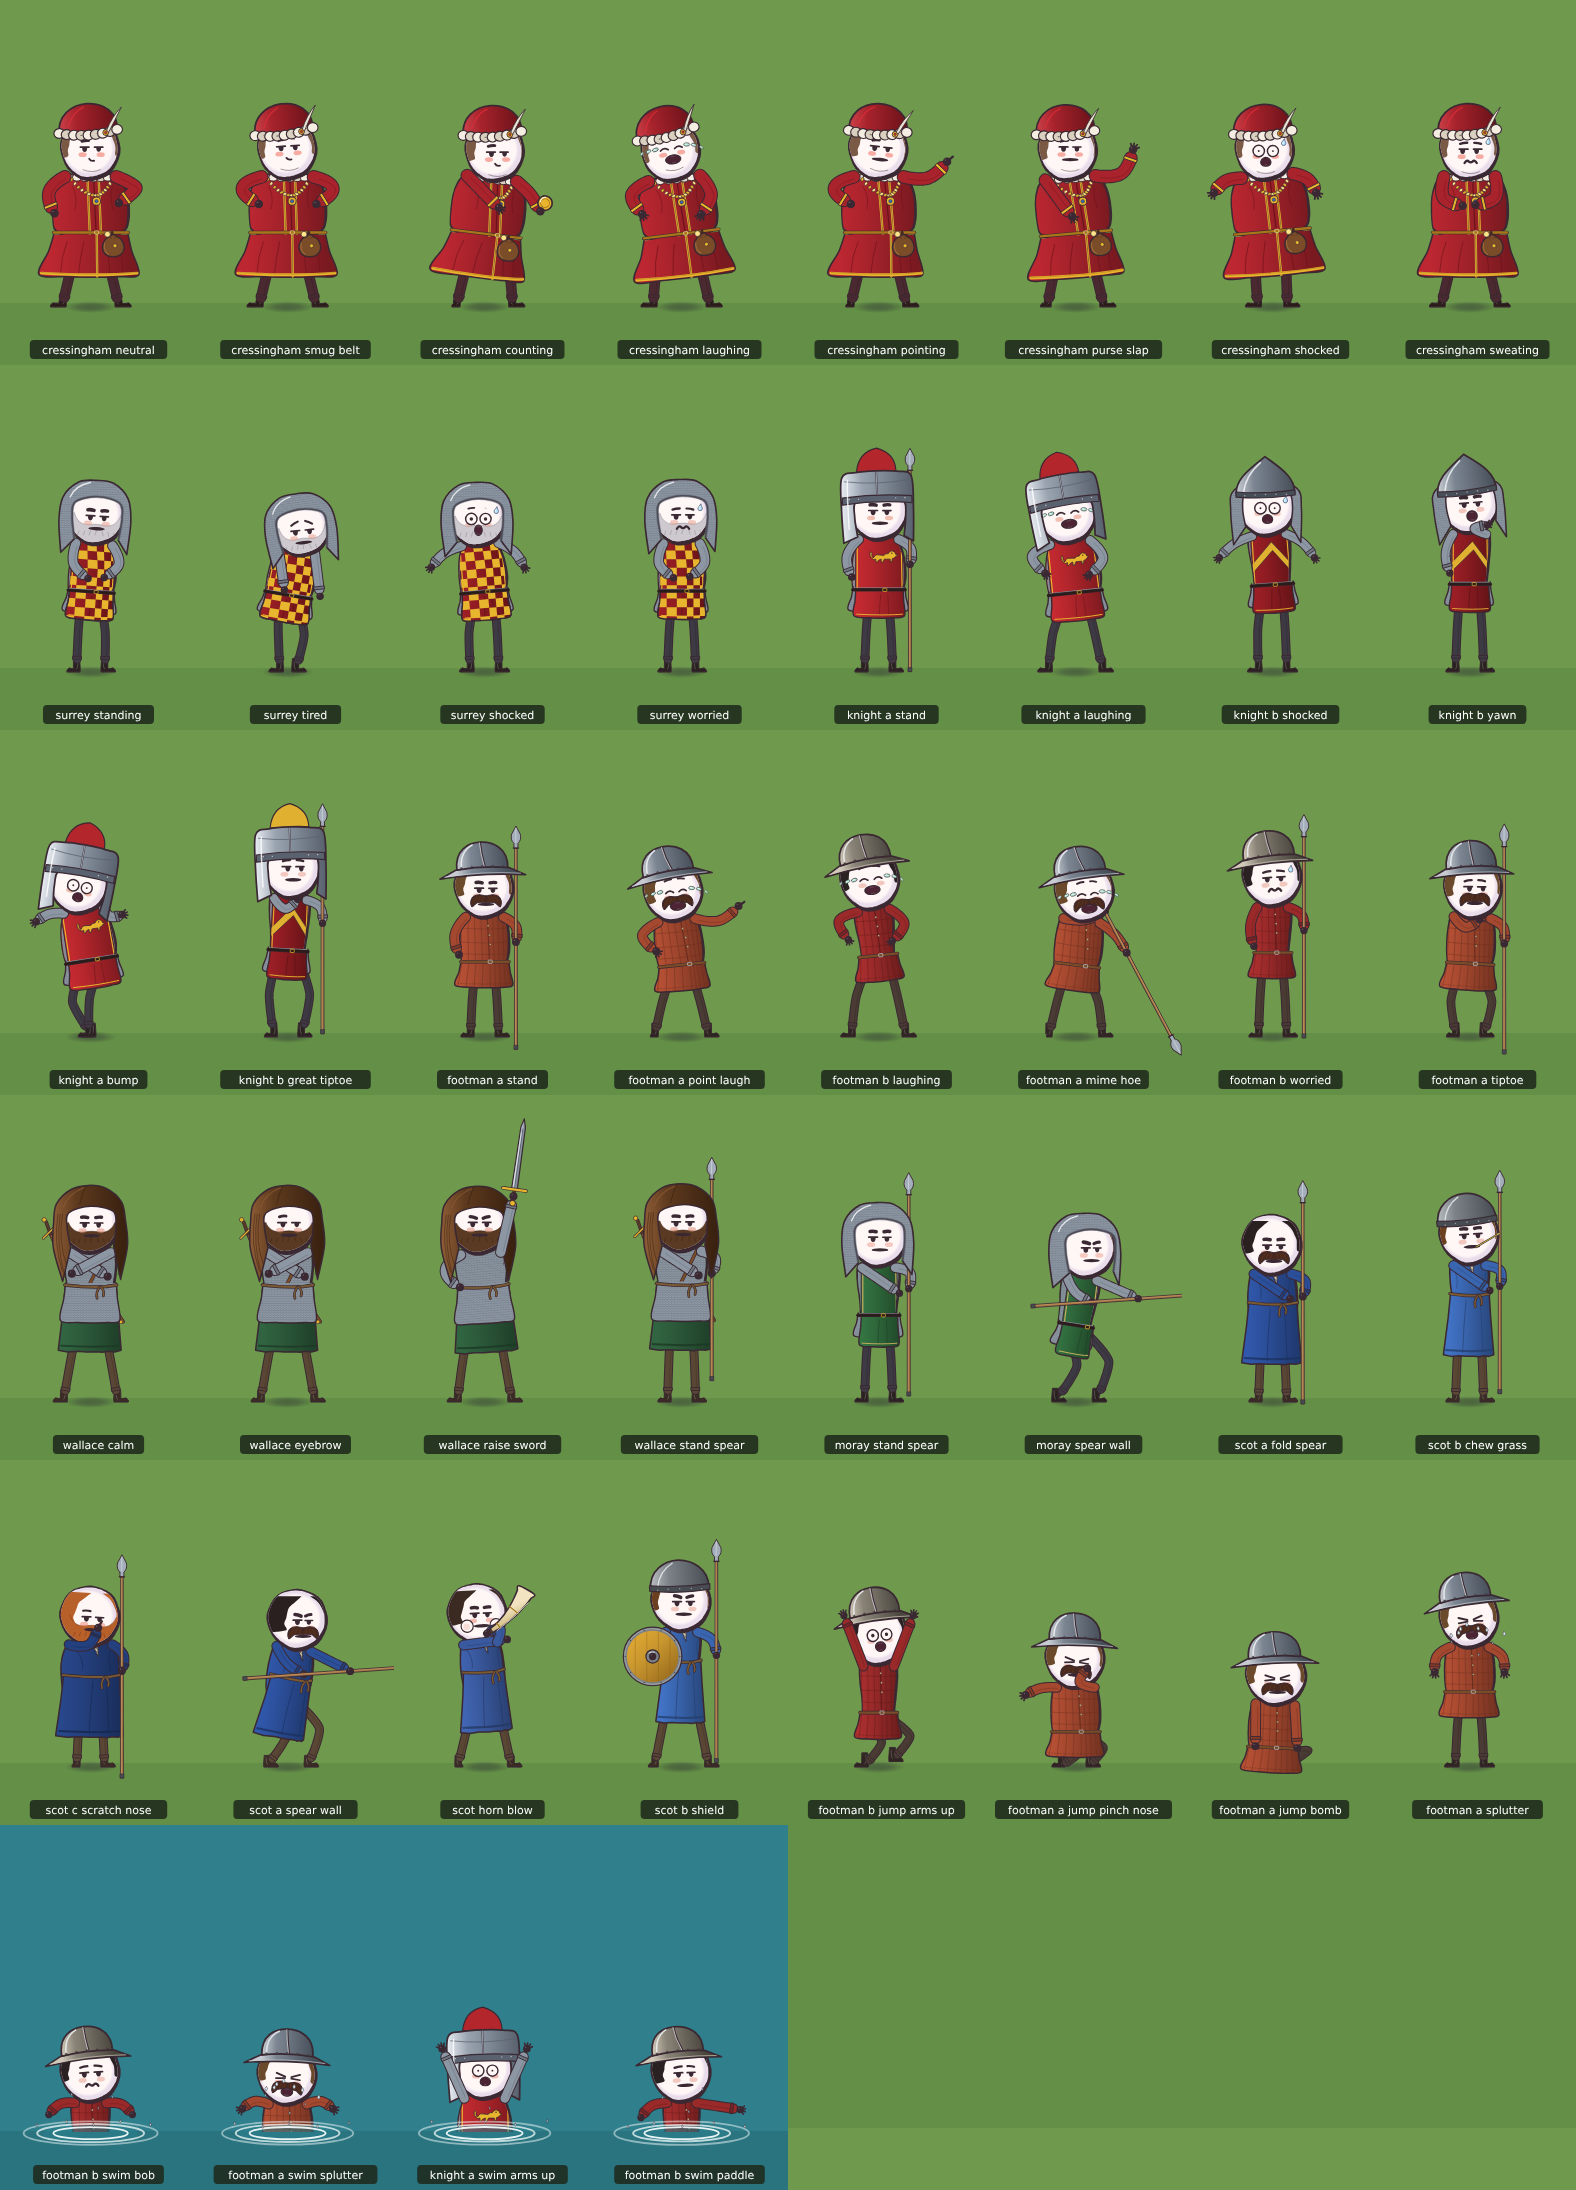 cressingham neutral
cressingham smug belt
cressingham counting
cressingham laughing
cressingham pointing
cressingham purse slap
cressingham shocked
cressingham sweating
surrey standing
surrey tired
surrey shocked
surrey worried
knight a stand
knight a laughing
knight b shocked
knight b yawn
knight a bump
knight b great tiptoe
footman a stand
footman a point laugh
footman b laughing
footman a mime hoe
footman b worried
footman a tiptoe
wallace calm
wallace eyebrow
wallace raise sword
wallace stand spear
moray stand spear
moray spear wall
scot a fold spear
scot b chew grass
scot c scratch nose
scot a spear wall
scot horn blow
scot b shield
footman b jump arms up
footman a jump pinch nose
footman a jump bomb
footman a splutter
footman b swim bob
footman a swim splutter
knight a swim arms up
footman b swim paddle